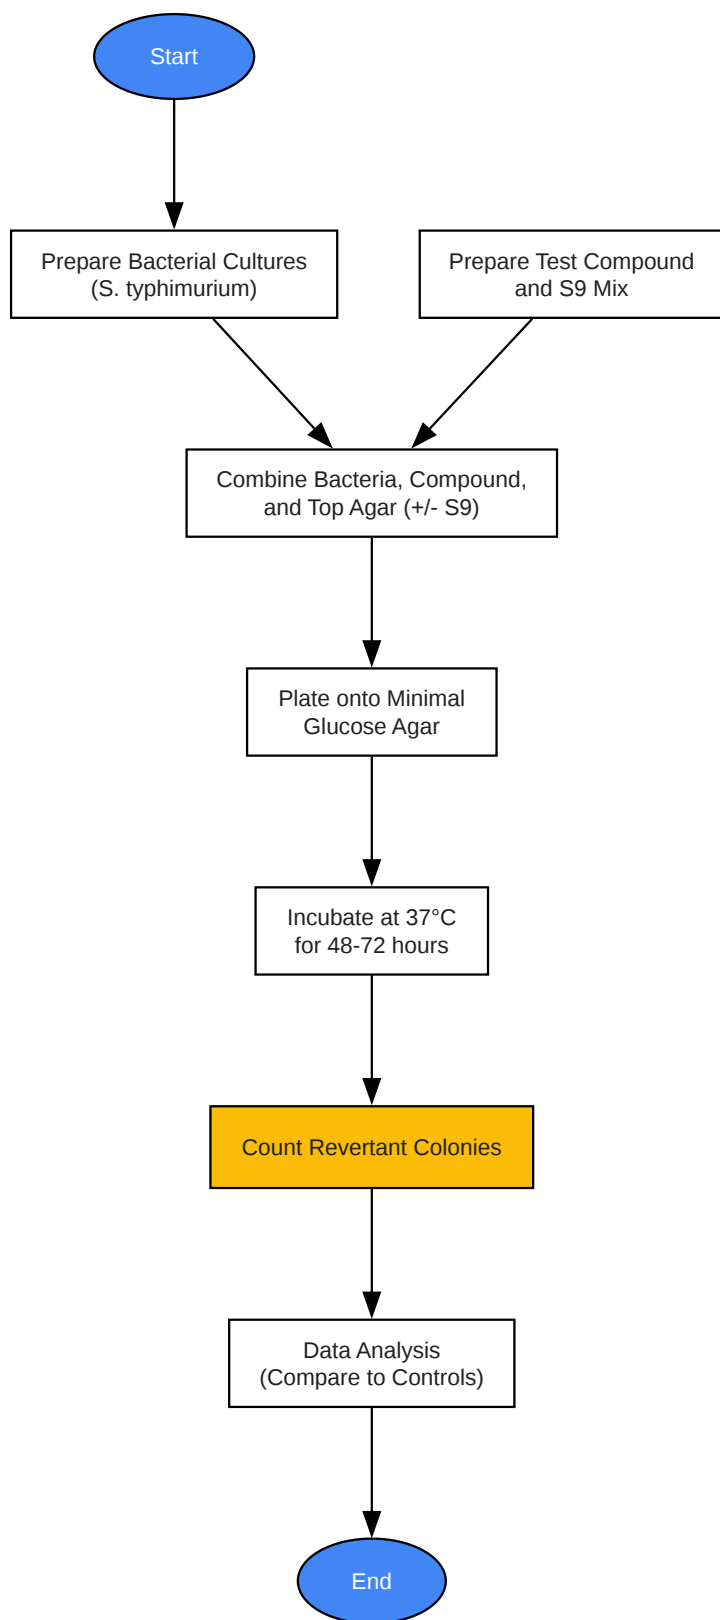 Start
Prepare Bacterial Cultures
(S. typhimurium)
Prepare Test Compound
and S9 Mix
Combine Bacteria, Compound,
and Top Agar (+/- S9)
Plate onto Minimal
Glucose Agar
Incubate at 37°C
for 48-72 hours
Count Revertant Colonies
Data Analysis
(Compare to Controls)
End